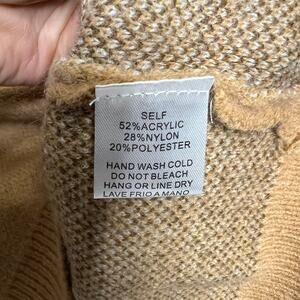 SELF
52%ACRYLIC
28%NYLON
20%POLYESTER
HAND WASH COLD
DO NOT BLEACH
HANG OR LINE DRY
LAVE FRIO A MANO